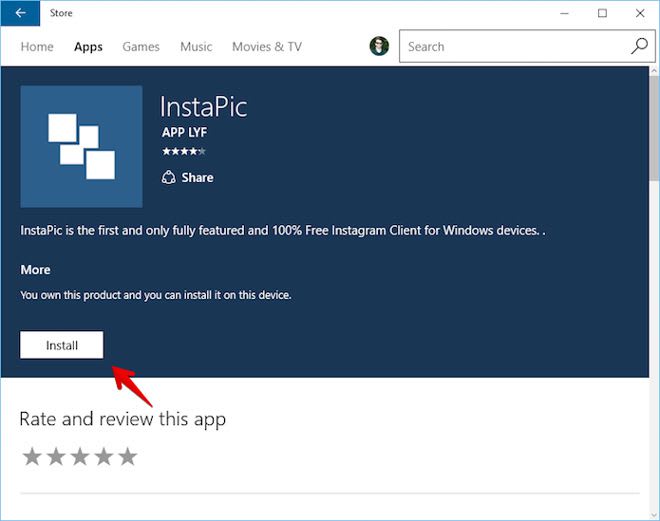 Store
Home Apps Games Music Movies & TV Search
InstaPic
APP LYF
Share
InstaPic is the first and only fully featured and 100% Free Instagram Client for Windows devices. .
More
You own this product and you can install it on this device.
Install
Rate and review this app